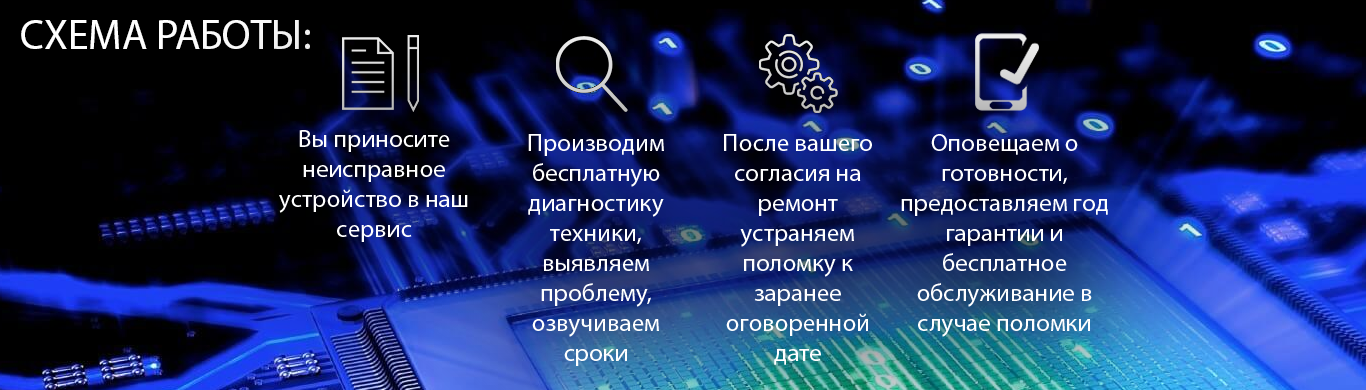 СХЕМА РАБОТЫ:
Вы приносите
неисправное
устройство в наш
сервис
Производим
бесплатную
диагностику
техники,
выявляем
проблему,
озвучиваем
сроки
После вашего
согласия на
ремонт
устраняем
поломку к
заранее
оговоренной
дате
Оповещаем о
готовности,
предоставляем год
гарантии и
бесплатное
обслуживание в
случае поломки